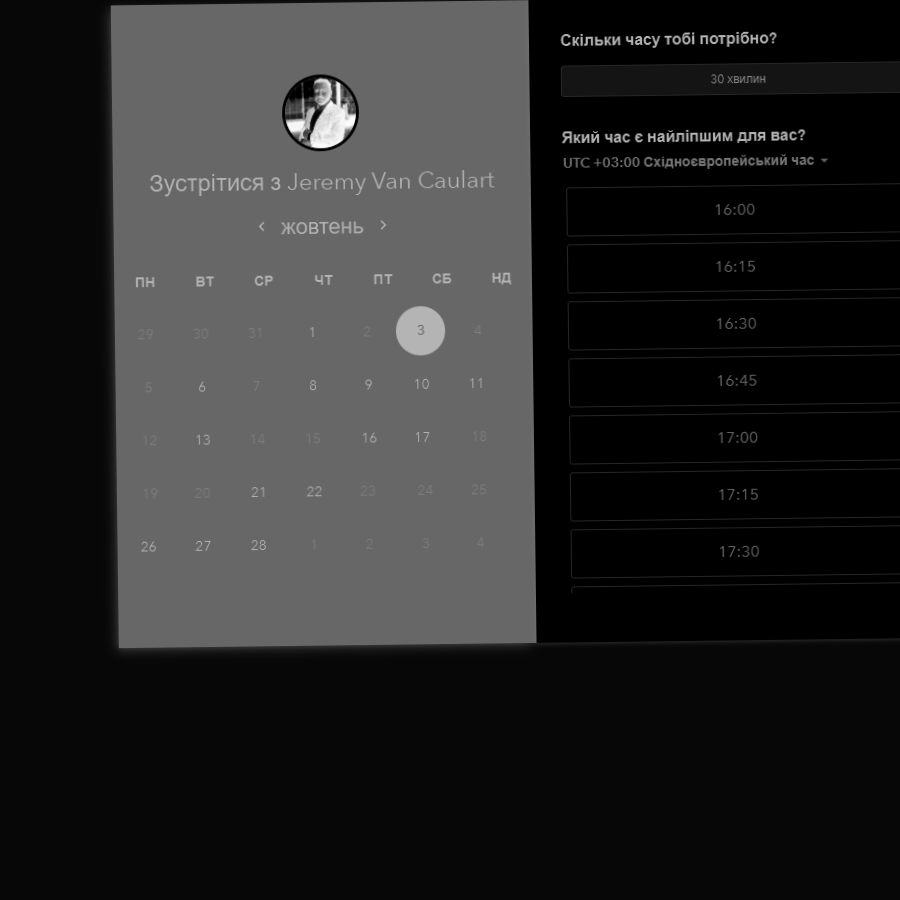 Зустрітися з Jeremy Van Caulart
жовтень
ПН ВТ СР ЧТ ПТ СБ НД
29 30 31 1 2 3 4
5 6 7 8 9 10 11
12 13 14 15 16 17 18
19 20 21 22 23 24 25
26 27 28 1 2 3 4
Скільки часу тобі потрібно?
30 хвилин
Який час є найліпшим для вас?
UTC +03:00 Східноєвропейський час
16:00
16:15
16:30
16:45
17:00
17:15
17:30